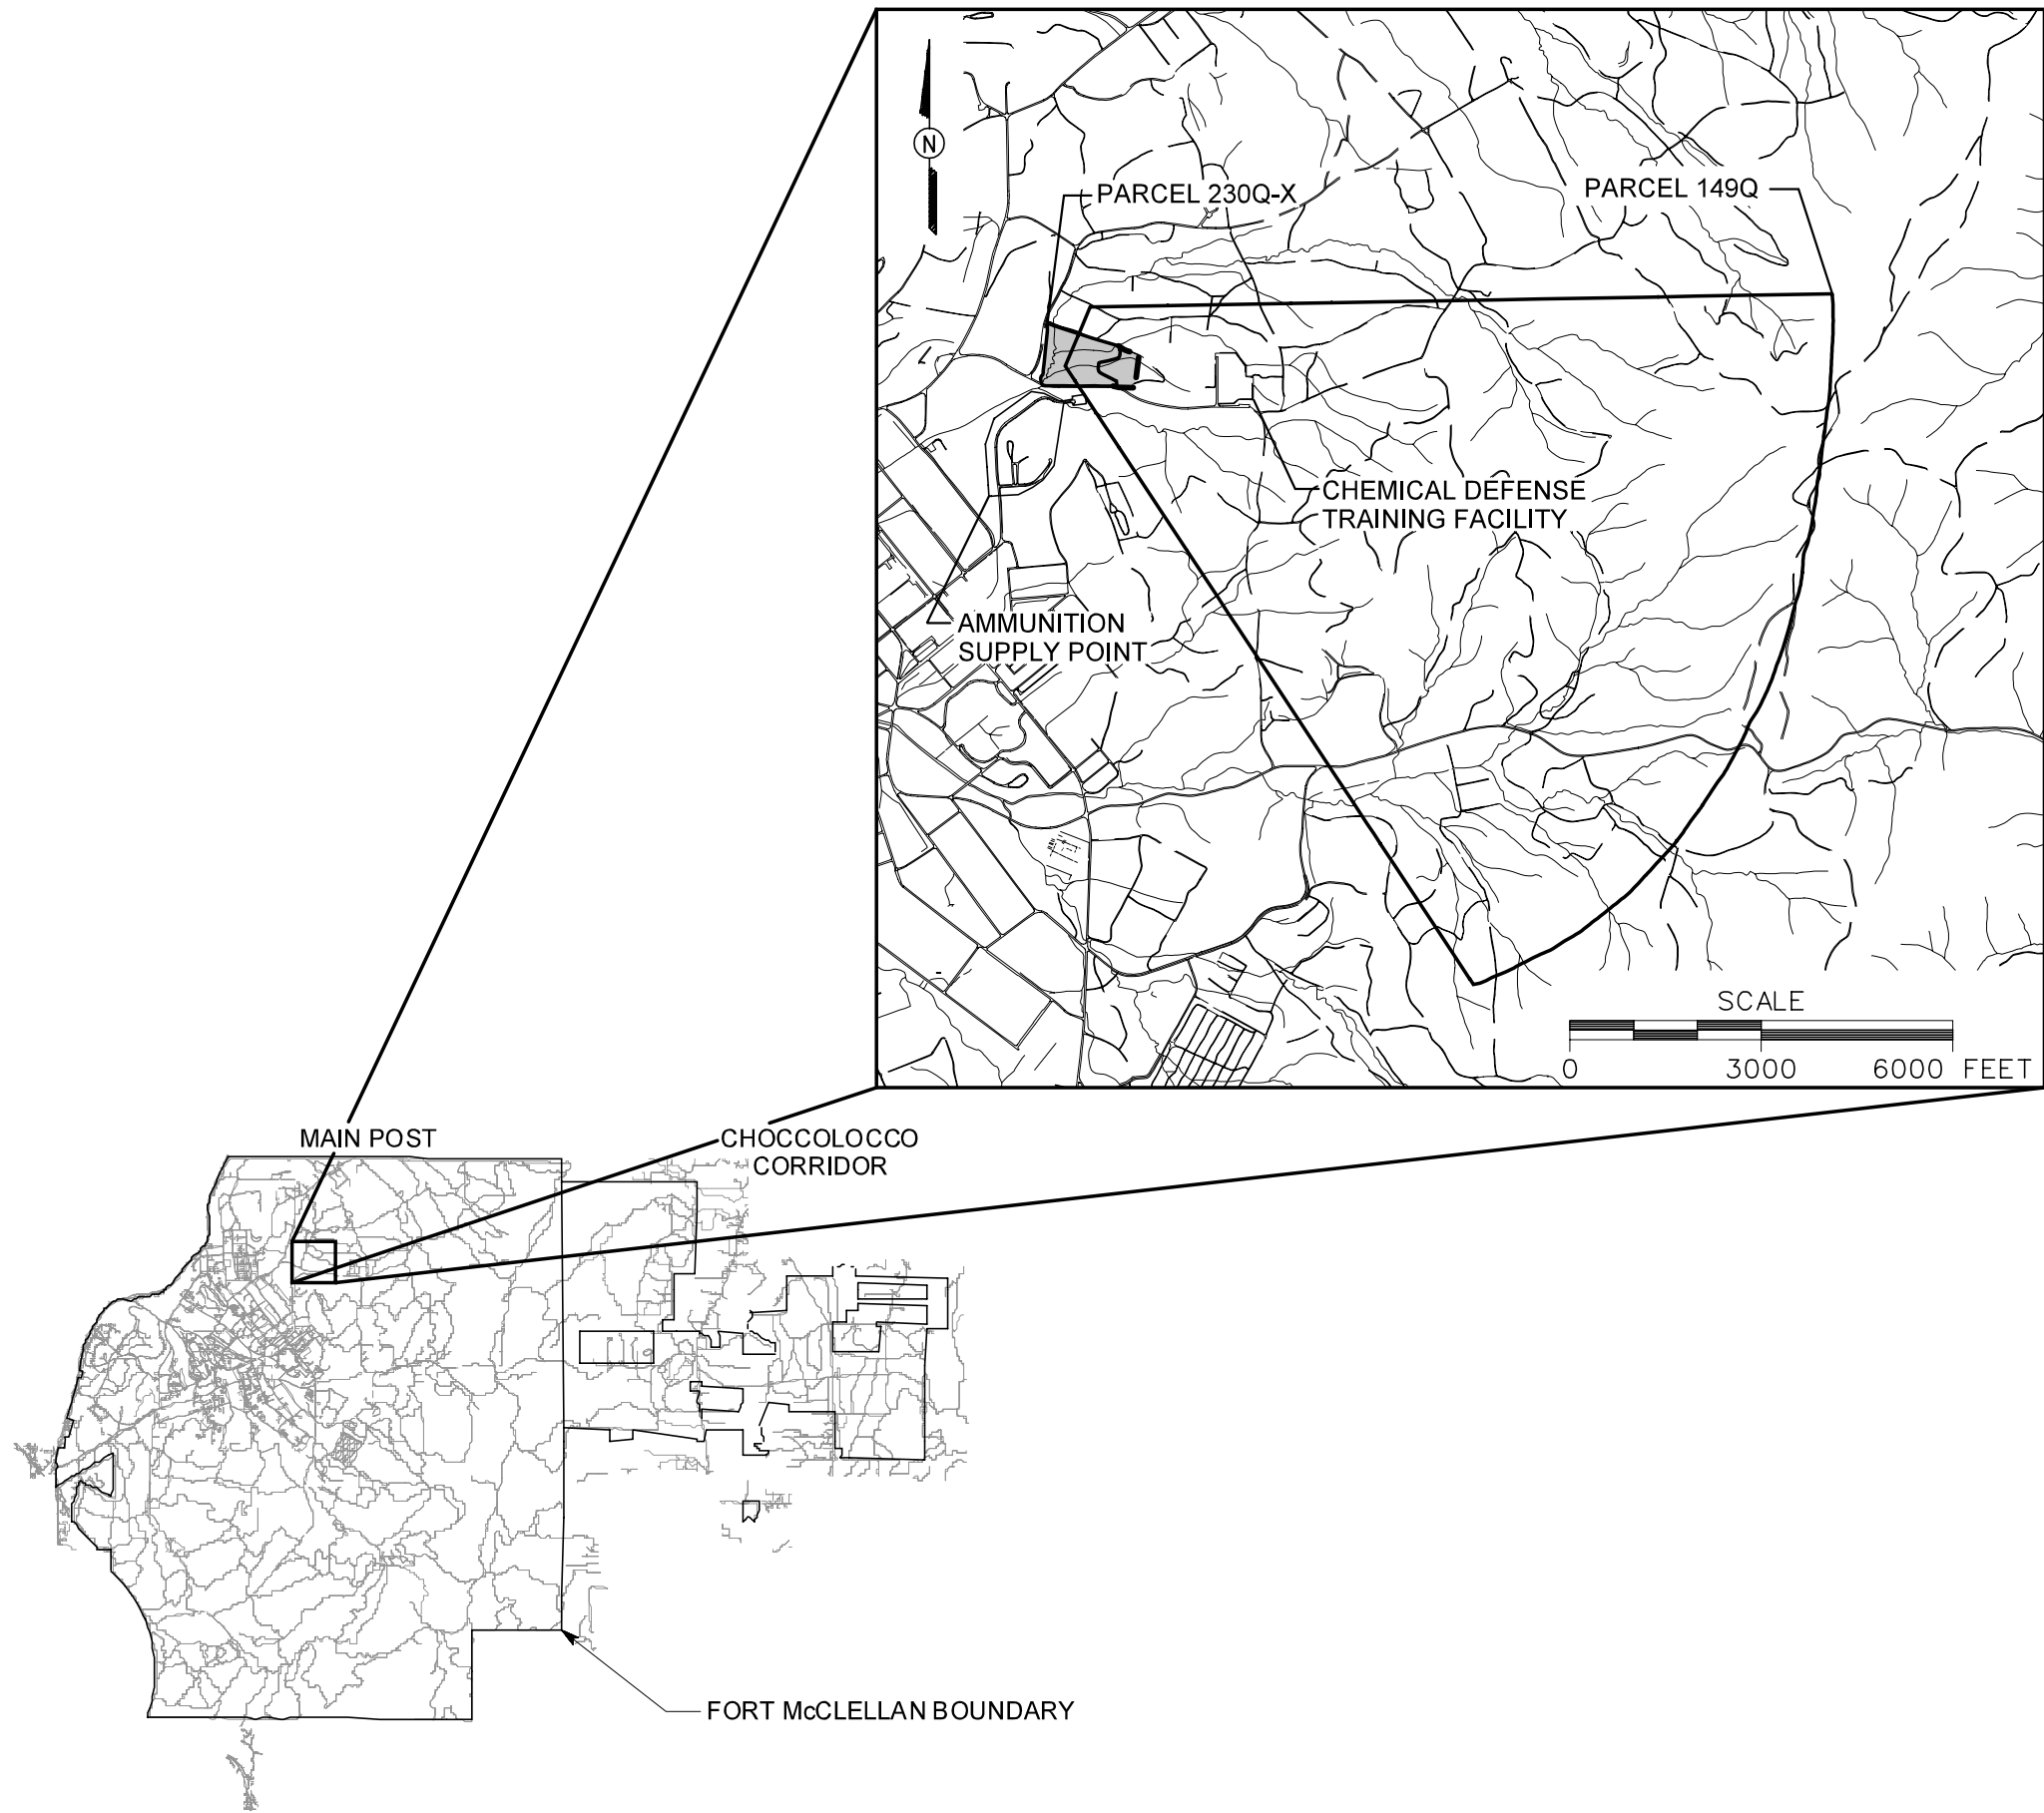 N
PARCEL 230Q-X
PARCEL 149Q
CHEMICAL DEFENSE
TRAINING FACILITY
AMMUNITION
SUPPLY POINT
SCALE
0 3000 6000 FEET
MAIN POST
CHOCCOLOCCO
CORRIDOR
FORT McCLELLAN BOUNDARY